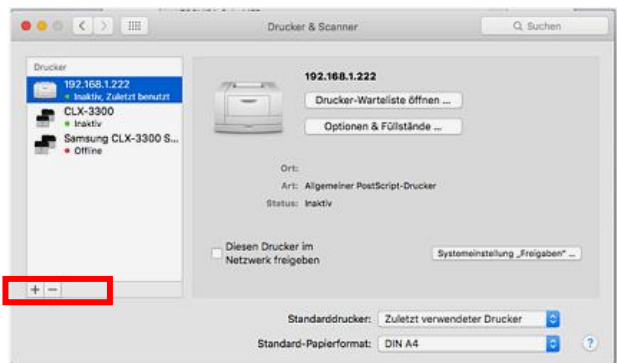 Drucker & Scanner
Suchen
Drucker
192.168.1.222
Inaktiv, Zuletzt benutzt
CLX-3300
Inaktiv
Samsung CLX-3300 S...
Offline
+ −
192.168.1.222
Drucker-Warteliste öffnen ...
Optionen & Füllstände ...
Ort:
Art: Allgemeiner PostScript-Drucker
Status: Inaktiv
Diesen Drucker im
Netzwerk freigeben
Systemeinstellung „Freigaben“ ...
Standarddrucker: Zuletzt verwendeter Drucker
Standard-Papierformat: DIN A4
?